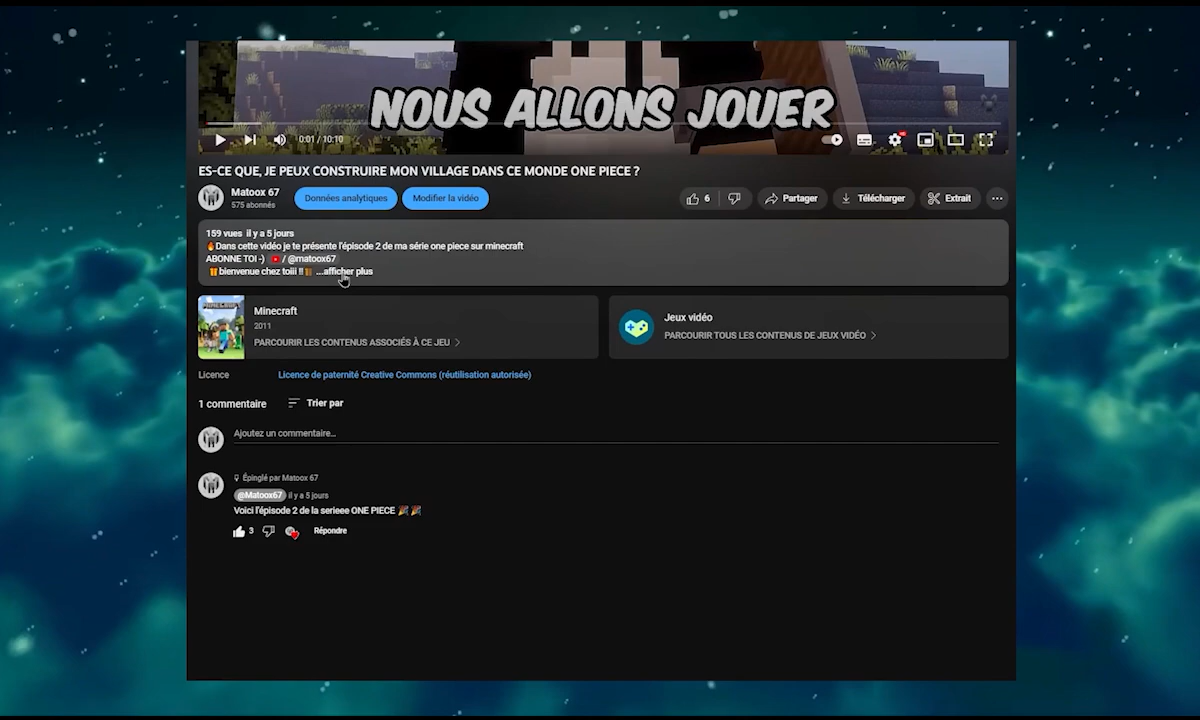 NOUS ALLONS JOUER
0:01 / 10:10
ES-CE QUE, JE PEUX CONSTRUIRE MON VILLAGE DANS CE MONDE ONE PIECE ?
Matoox 67
575 abonnés
Données analytiques
Modifier la vidéo
6
Partager
Télécharger
Extrait
159 vues il y a 5 jours
🔥Dans cette vidéo je te présente l'épisode 2 de ma série one piece sur minecraft
ABONNE TOI -) / @matoox67
🎁bienvenue chez toiii !!🎁 ...afficher plus
MINECRAFT
Minecraft
2011
PARCOURIR LES CONTENUS ASSOCIÉS À CE JEU
Jeux vidéo
PARCOURIR TOUS LES CONTENUS DE JEUX VIDÉO
Licence
Licence de paternité Creative Commons (réutilisation autorisée)
1 commentaire
Trier par
Ajoutez un commentaire...
Épinglé par Matoox 67
@Matoox67 il y a 5 jours
Voici l'épisode 2 de la serieee ONE PIECE 🎉 🎉
3
Répondre